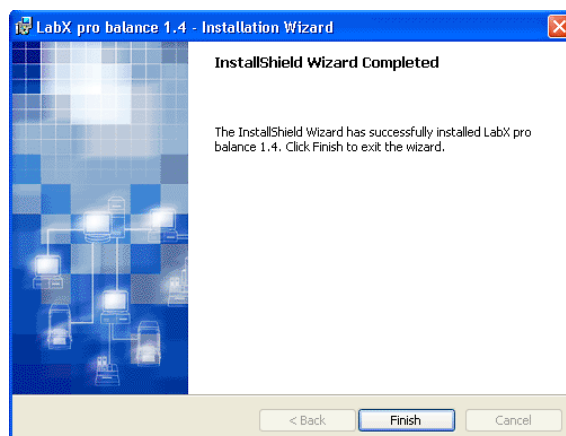 LabX pro balance 1.4 - Installation Wizard
InstallShield Wizard Completed
The InstallShield Wizard has successfully installed LabX pro
balance 1.4. Click Finish to exit the wizard.
< Back Finish Cancel